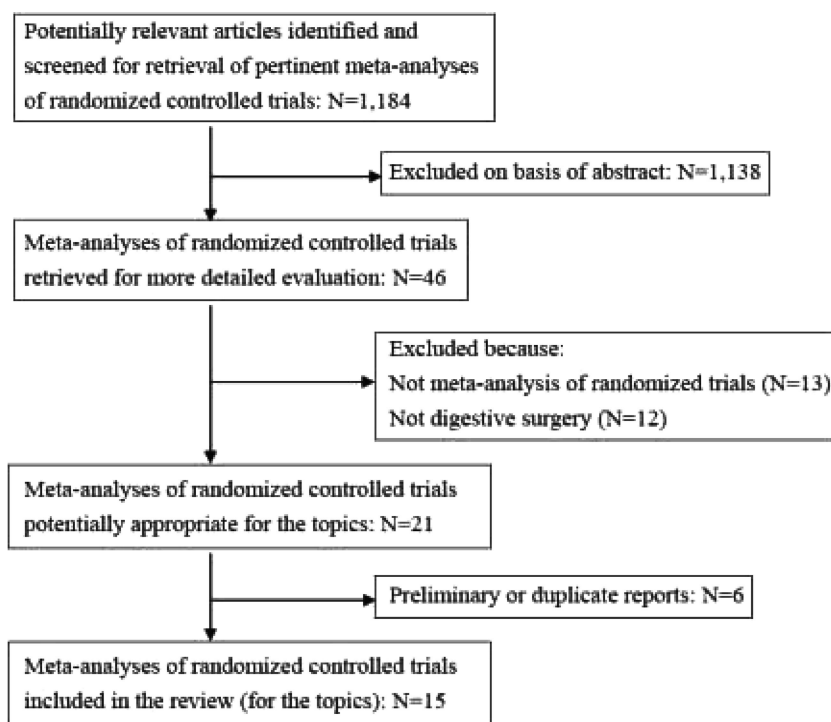 Potentially relevant articles identified and
screened for retrieval of pertinent meta-analyses
of randomized controlled trials: N=1,184
Excluded on basis of abstract: N=1,138
Meta-analyses of randomized controlled trials
retrieved for more detailed evaluation: N=46
Excluded because:
Not meta-analysis of randomized trials (N=13)
Not digestive surgery (N=12)
Meta-analyses of randomized controlled trials
potentially appropriate for the topics: N=21
Preliminary or duplicate reports: N=6
Meta-analyses of randomized controlled trials
included in the review (for the topics): N=15